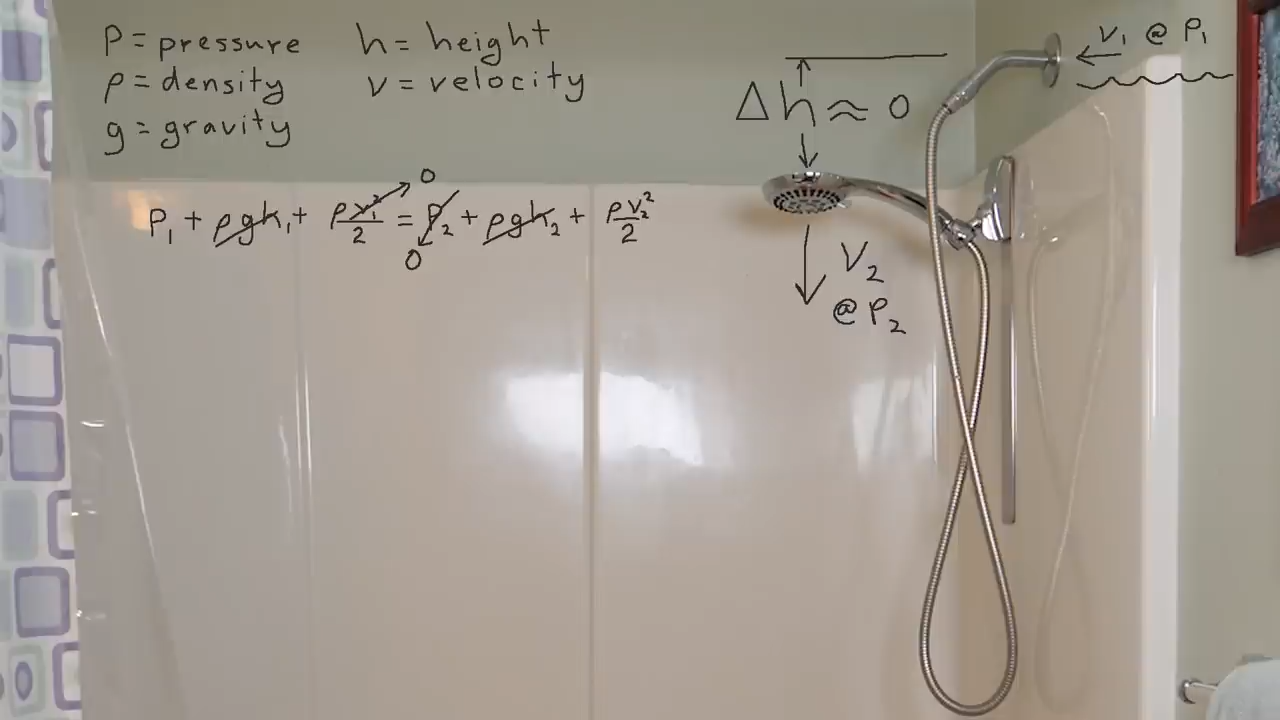 P = pressure
ρ = density
g = gravity
h = height
v = velocity
Δh ≈ 0
v₁ @ P₁
0
P₁ + ρgh₁ + ρv₁²/2 = P₂ + ρgh₂ + ρv₂²/2
0
V₂
@ P₂